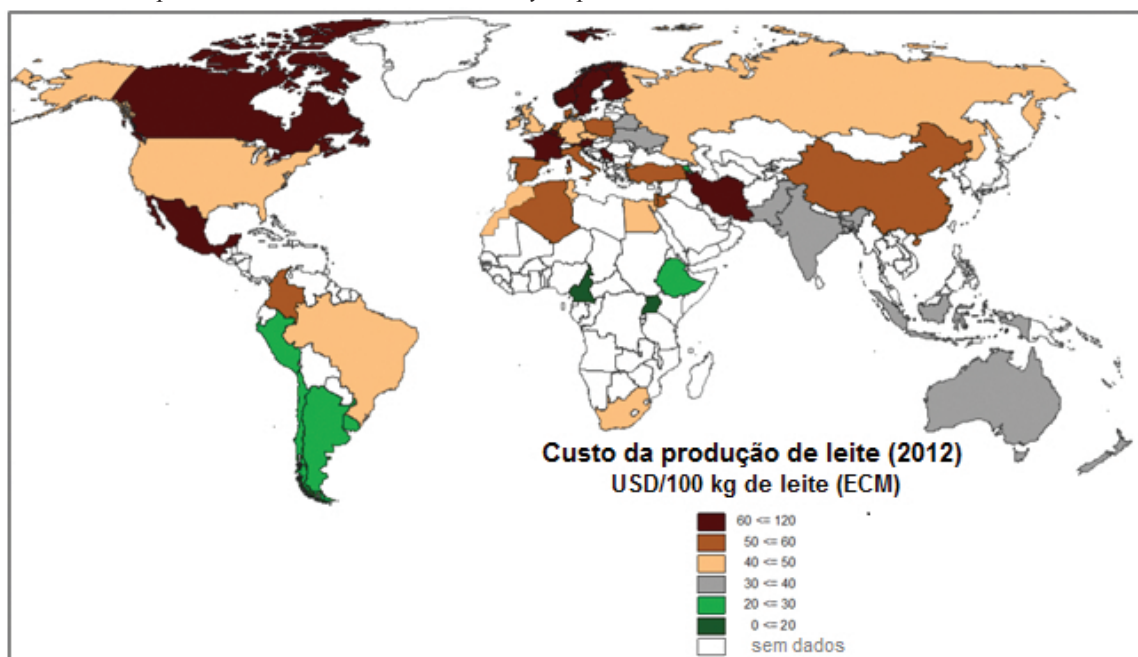 Custo da produção de leite (2012)
USD/100 kg de leite (ECM)
60 <= 120
50 <= 60
40 <= 50
30 <= 40
20 <= 30
0 <= 20
sem dados